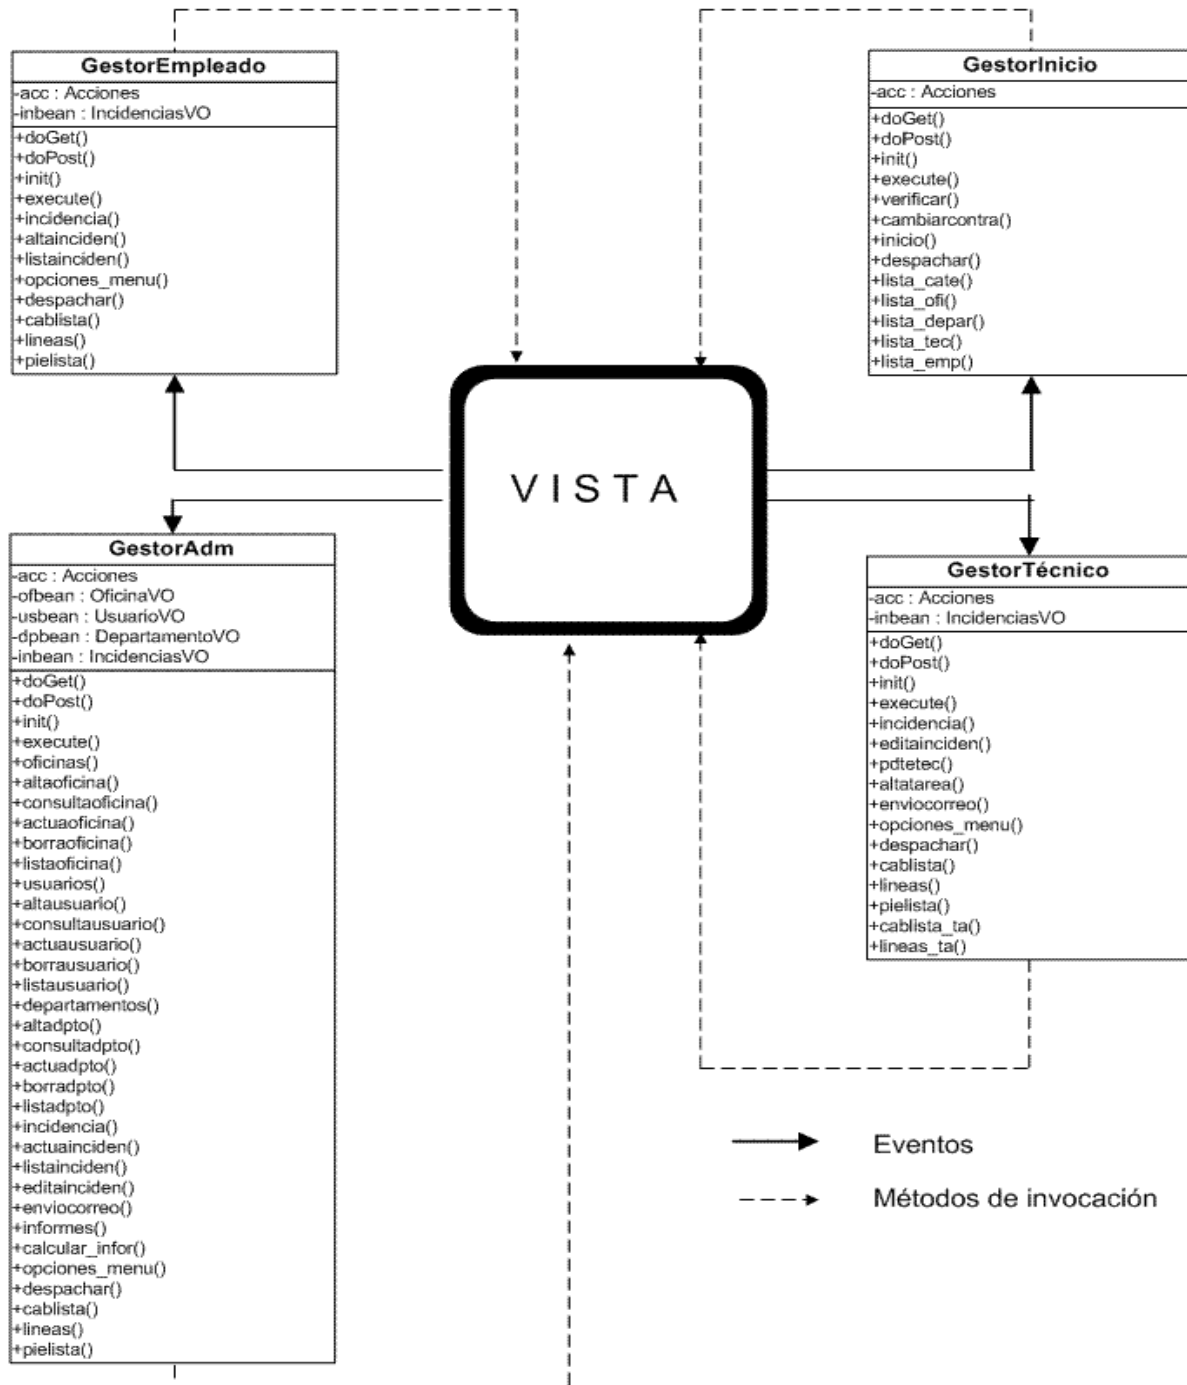 GestorEmpleado
-acc : Acciones
-inbean : IncidenciasVO
+doGet()
+doPost()
+init()
+execute()
+incidencia()
+altainciden()
+listainciden()
+opciones_menu()
+despachar()
+cablista()
+lineas()
+pielista()
GestorInicio
-acc : Acciones
+doGet()
+doPost()
+init()
+execute()
+verificar()
+cambiarcontra()
+inicio()
+despachar()
+lista_cate()
+lista_ofi()
+lista_depar()
+lista_tec()
+lista_emp()
VISTA
GestorAdm
-acc : Acciones
-ofbean : OficinaVO
-usbean : UsuarioVO
-dpbean : DepartamentoVO
-inbean : IncidenciasVO
+doGet()
+doPost()
+init()
+execute()
+oficinas()
+altaoficina()
+consultaoficina()
+actuaoficina()
+borraoficina()
+listaoficina()
+usuarios()
+altausuario()
+consultausuario()
+actuausuario()
+borrausuario()
+listausuario()
+departamentos()
+altadpto()
+consultadpto()
+actuadpto()
+borradpto()
+listadpto()
+incidencia()
+actuainciden()
+listainciden()
+editainciden()
+enviocorreo()
+informes()
+calcular_infor()
+opciones_menu()
+despachar()
+cablista()
+lineas()
+pielista()
GestorTécnico
-acc : Acciones
-inbean : IncidenciasVO
+doGet()
+doPost()
+init()
+execute()
+incidencia()
+editainciden()
+pdtetec()
+altatarea()
+enviocorreo()
+opciones_menu()
+despachar()
+cablista()
+lineas()
+pielista()
+cablista_ta()
+lineas_ta()
Eventos
Métodos de invocación